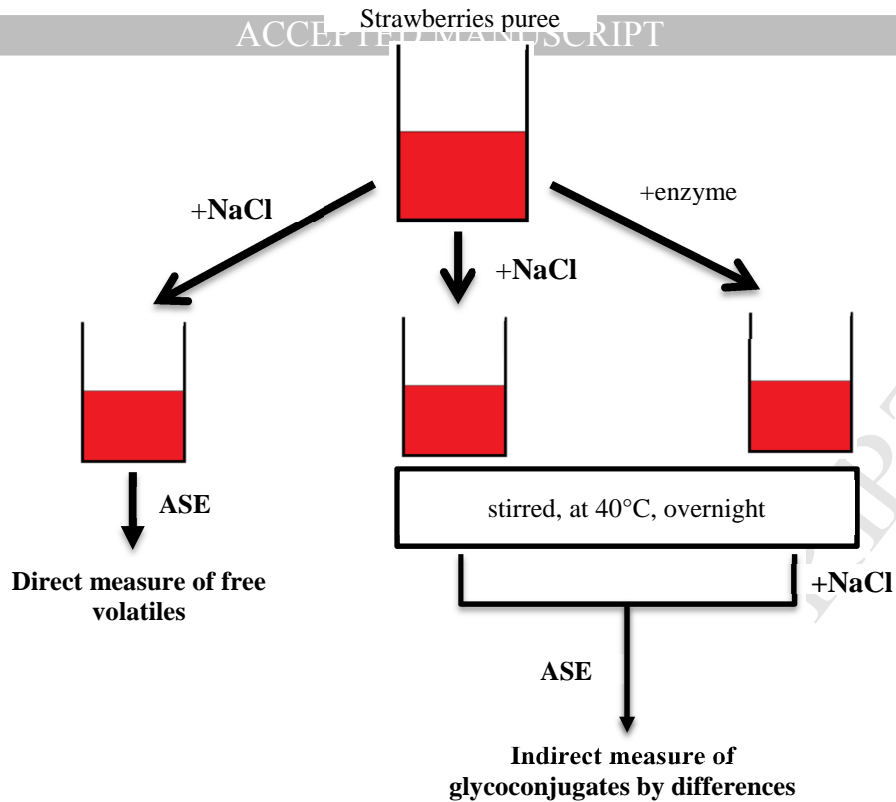 Strawberries puree
ACCEPTED MANUSCRIPT
+NaCl
+enzyme
+NaCl
ASE
stirred, at 40°C, overnight
Direct measure of free
volatiles
+NaCl
ASE
Indirect measure of
glycoconjugates by differences